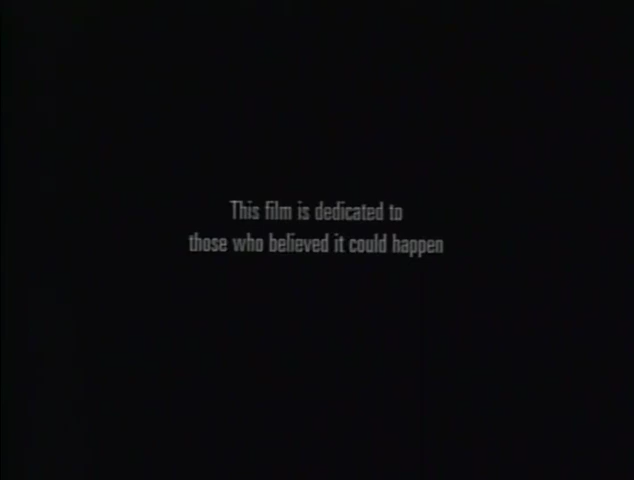 This film is dedicated to
those who believed it could happen